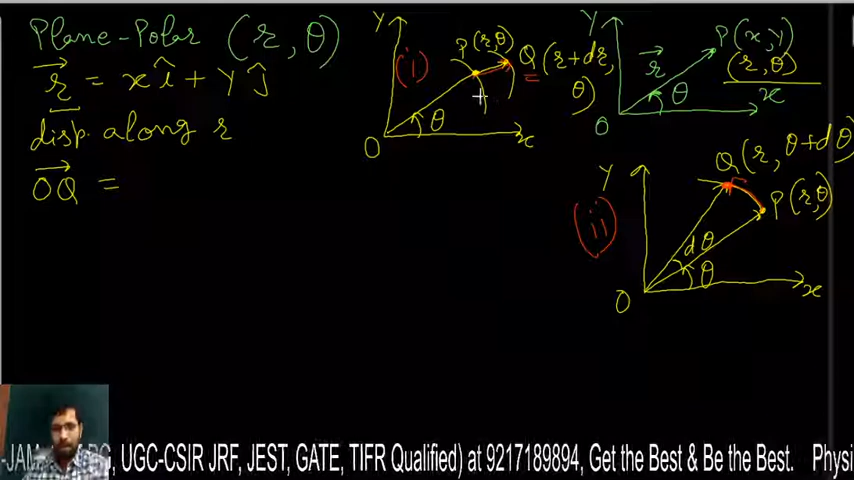 Plane-Polar (r, θ)
r⃗ = x î + y ĵ
disp. along r
O⃗Q⃗ =
Y
(i)
P(r,θ)
Q (r+dr, θ)
θ
O
x
Y
P(x,y)
(r,θ)
r⃗
θ
O
x
Y
(ii)
Q(r, θ+dθ)
P(r,θ)
dθ
θ
O
x
UGC-CSIR JRF, JEST, GATE, TIFR Qualified) at 9217189894, Get the Best & Be the Best. Physi